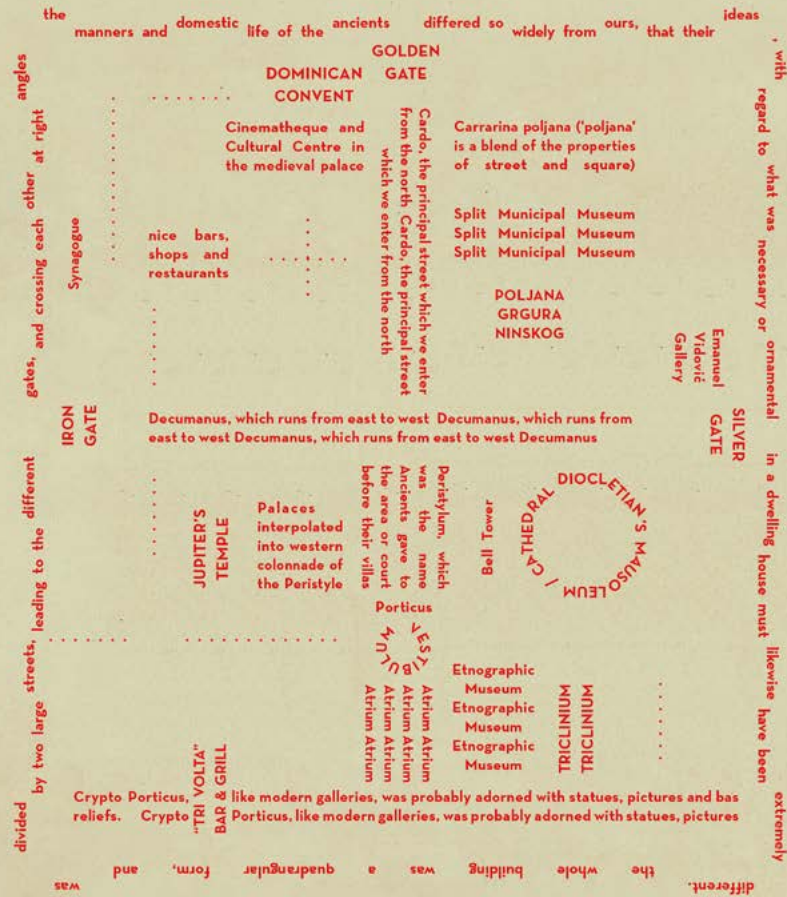 the manners and domestic life of the ancients differed so widely from ours, that their ideas
, with regard to what was necessary or ornamental in a dwelling house must likewise have been extremely
different. the whole building was a quadrangular form, and was
divided by two large streets, leading to the different gates, and crossing each other at right angles
GOLDEN
GATE
DOMINICAN
CONVENT
Cinematheque and
Cultural Centre in
the medieval palace
Cardo, the principal street which we enter
from the north Cardo, the principal street
which we enter from the north
Carrarina poljana ('poljana'
is a blend of the properties
of street and square)
Synagogue
nice bars,
shops and
restaurants
Split Municipal Museum
Split Municipal Museum
Split Municipal Museum
POLJANA
GRGURA
NINSKOG
Emanuel
Vidović
Gallery
IRON
GATE
Decumanus, which runs from east to west Decumanus, which runs from
east to west Decumanus, which runs from east to west Decumanus
SILVER
GATE
JUPITER'S
TEMPLE
Palaces
interpolated
into western
colonnade of
the Peristyle
Peristylum, which
was the name
Ancients gave to
the area or court
before their villas
Bell Tower
DIOCLETIAN'S MAUSOLEUM / CATHEDRAL
Porticus
VESTIBULUM
Atrium Atrium
Atrium Atrium
Atrium Atrium
Atrium Atrium
Etnographic
Museum
Etnographic
Museum
Etnographic
Museum
TRICLINIUM
TRICLINIUM
"TRI VOLTA"
BAR & GRILL
Crypto Porticus, like modern galleries, was probably adorned with statues, pictures and bas
reliefs. Crypto Porticus, like modern galleries, was probably adorned with statues, pictures